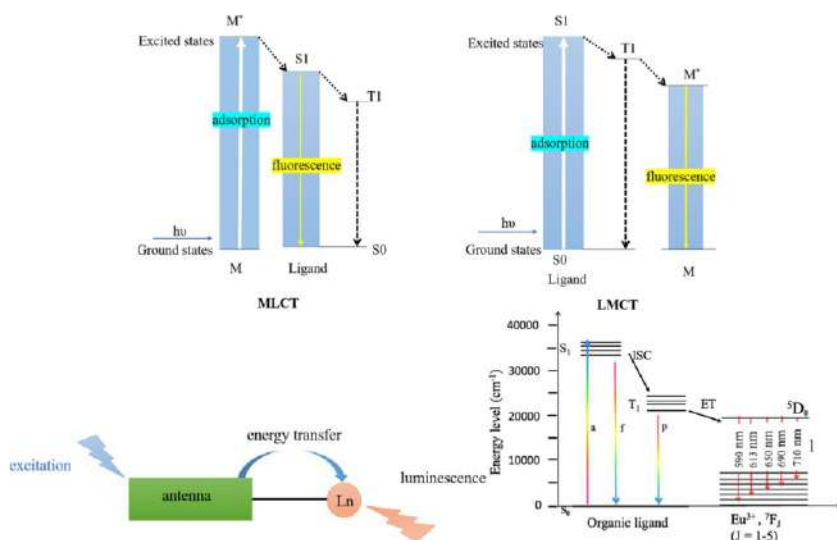 M*
Excited states
S1
T1
adsorption
fluorescence
hυ
Ground states
S0
M
Ligand
MLCT
S1
Excited states
T1
M*
adsorption
fluorescence
hυ
Ground states
S0
Ligand
M
LMCT
excitation
antenna
energy transfer
Ln
luminescence
Energy level (cm⁻¹)
40000
30000
20000
10000
0
S₁
ISC
T₁
ET
⁵D₀
a
f
p
590 nm
613 nm
650 nm
690 nm
710 nm
l
S₀
Organic ligand
Eu³⁺, ⁷Fⱼ
(J = 1-5)